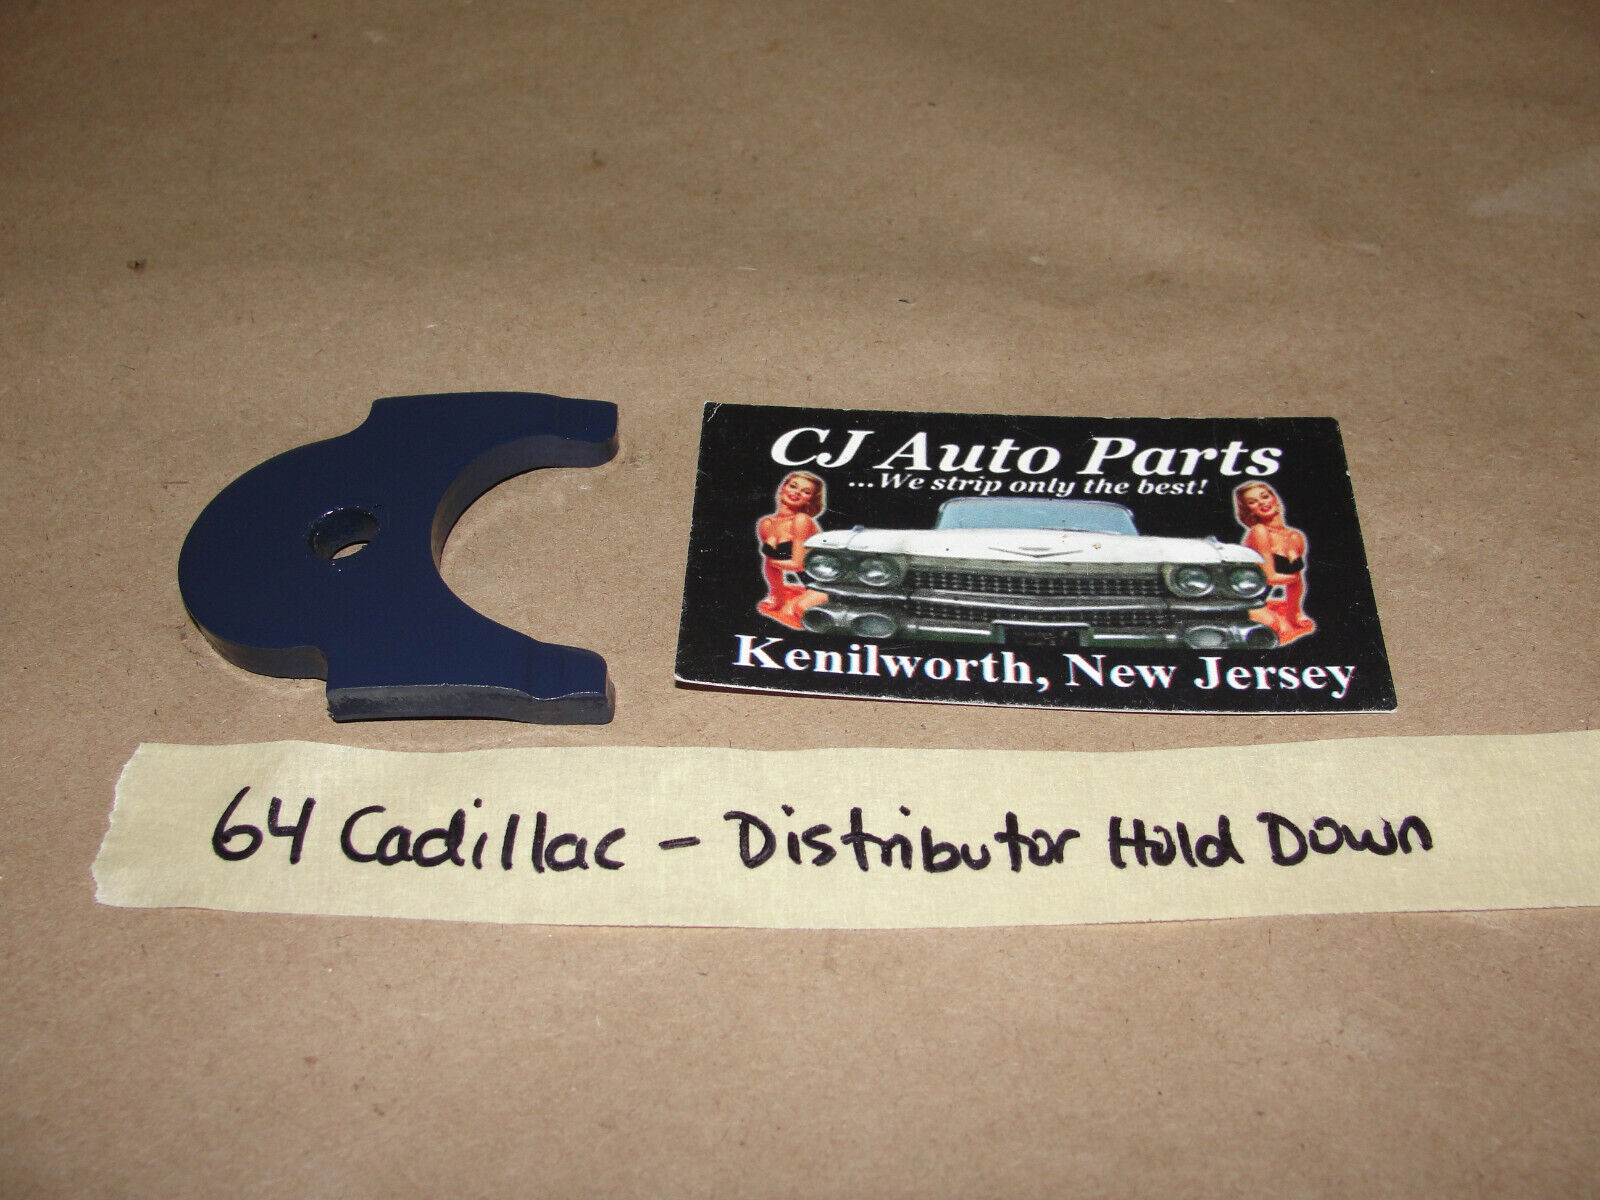 CJ Auto Parts
...We strip only the best!
Kenilworth, New Jersey
64 Cadillac - Distributor Hold Down